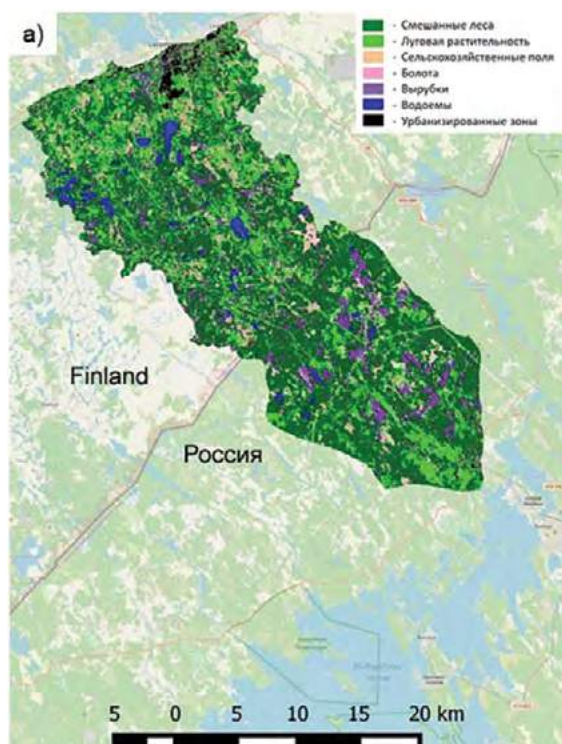 а)
- Смешанные леса
- Луговая растительность
- Сельскохозяйственные поля
- Болота
- Вырубки
- Водоемы
- Урбанизированные зоны
Finland
Россия
5 0 5 10 15 20 km